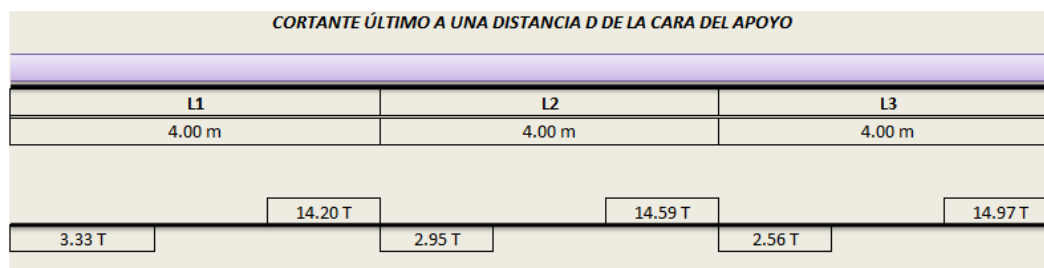 CORTANTE ÚLTIMO A UNA DISTANCIA D DE LA CARA DEL APOYO
L1 L2 L3
4.00 m 4.00 m 4.00 m
14.20 T 14.59 T 14.97 T
3.33 T 2.95 T 2.56 T